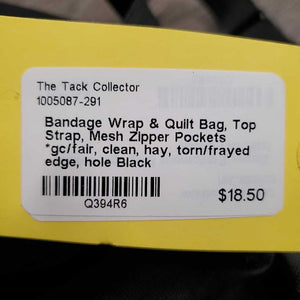 The Tack Collector
1005087-291
Bandage Wrap & Quilt Bag, Top
Strap, Mesh Zipper Pockets
*gc/fair, clean, hay, torn/frayed
edge, hole Black
Q394R6
$18.50